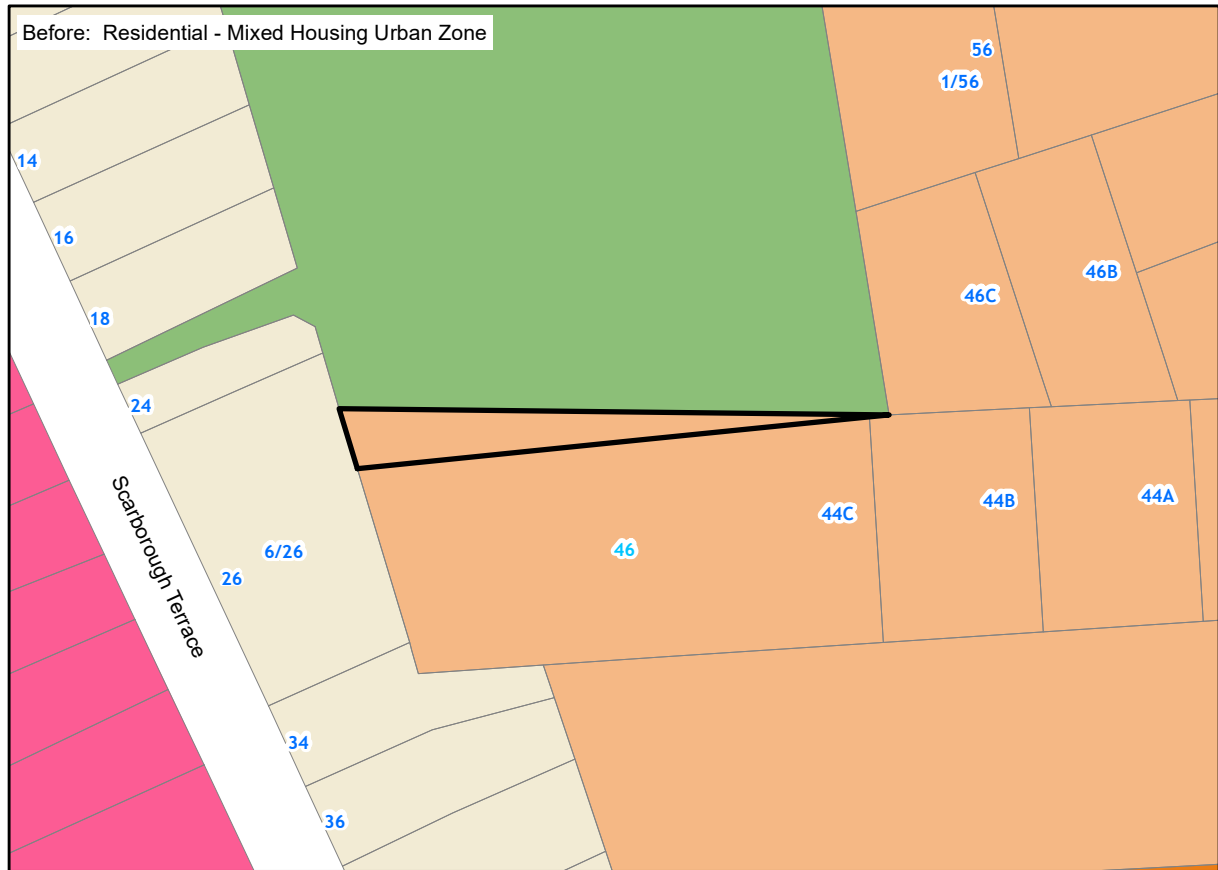 Before: Residential - Mixed Housing Urban Zone
56
1/56
14
16
46B
46C
18
24
44A
44B
44C
46
6/26
26
Scarborough Terrace
34
36